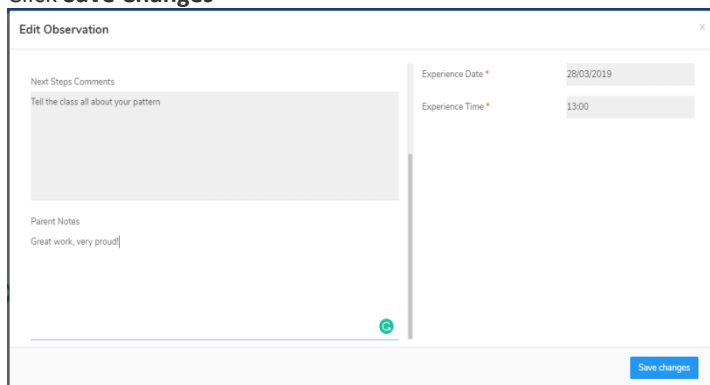 Click Save Changes
Edit Observation
Next Steps Comments
Tell the class all about your pattern
Parent Notes
Great work, very proud!
Experience Date *
28/03/2019
Experience Time *
13:00
Save changes